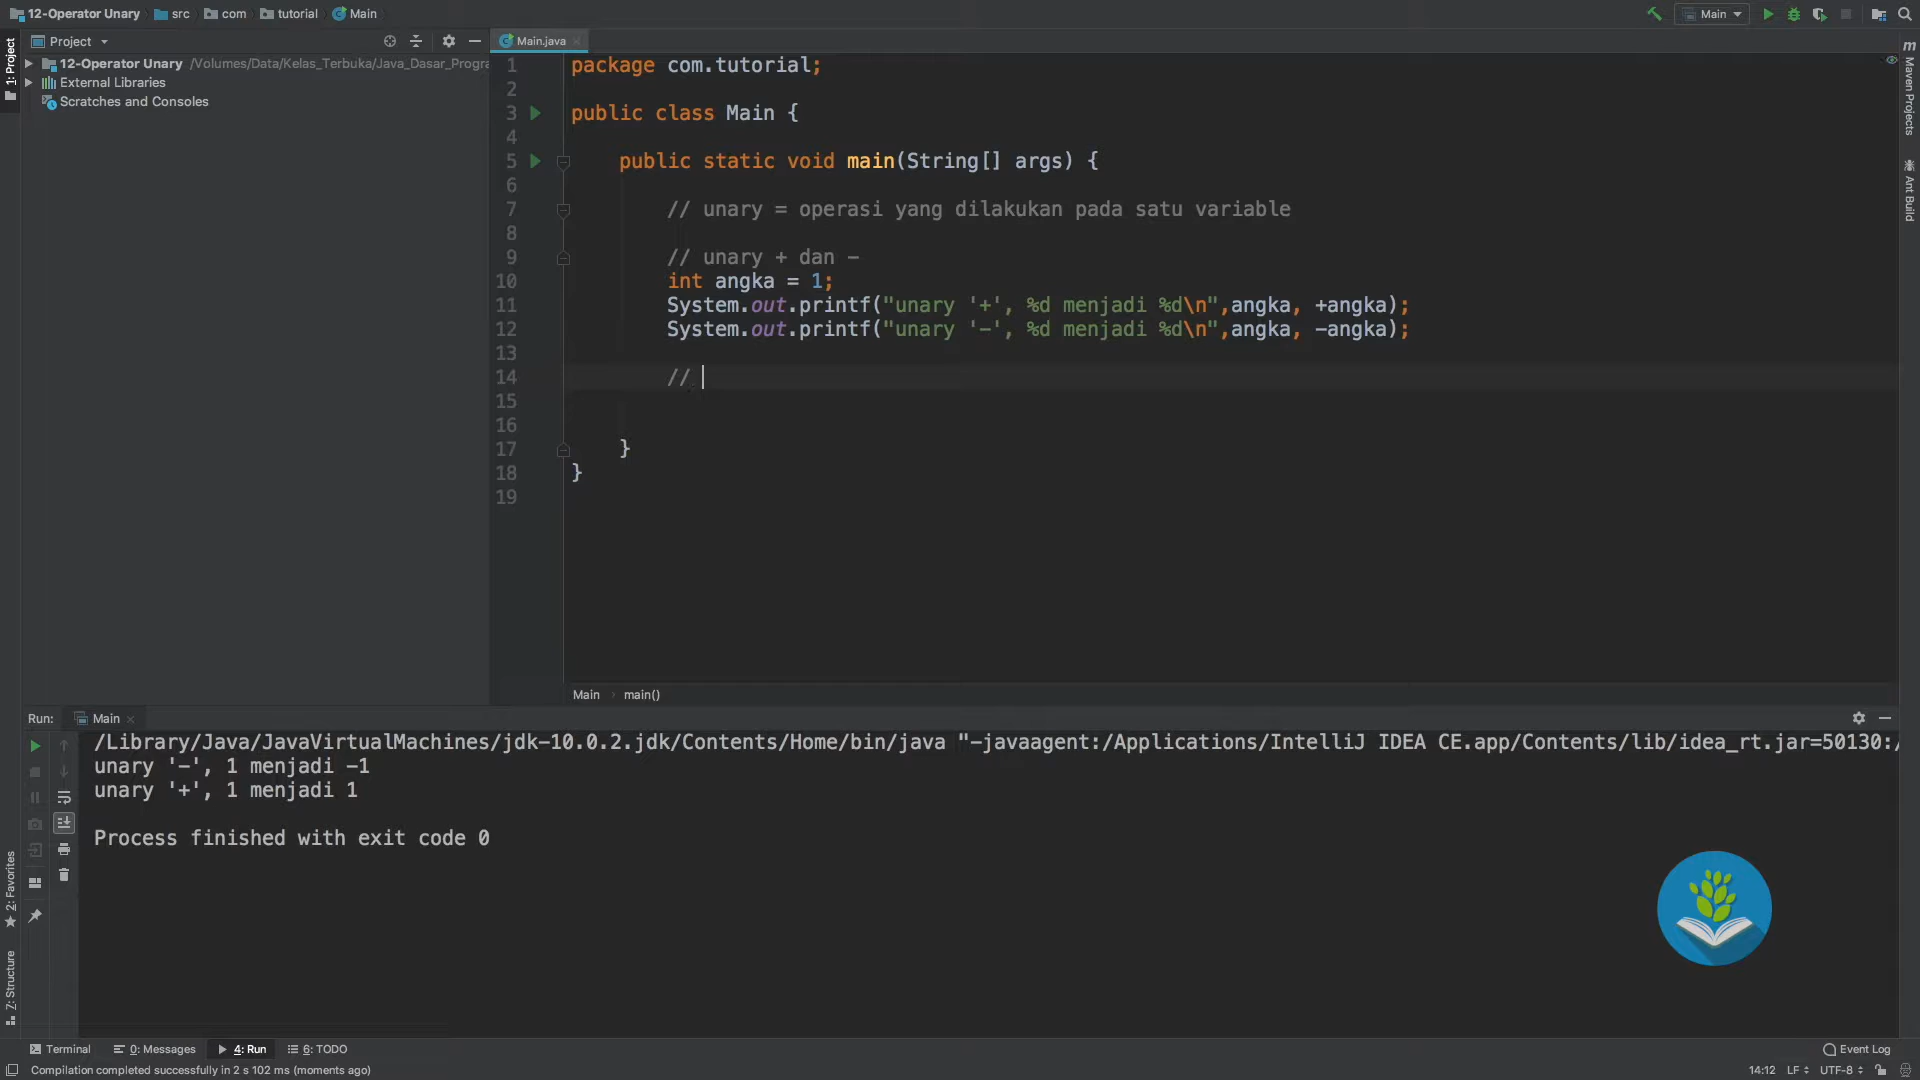 12-Operator Unary src com tutorial Main
Main
Project
12-Operator Unary /Volumes/Data/Kelas_Terbuka/Java_Dasar_Progra
External Libraries
Scratches and Consoles
1: Project
2: Favorites
7: Structure
Main.java
1 package com.tutorial;
2
3 public class Main {
4
5 public static void main(String[] args) {
6
7 // unary = operasi yang dilakukan pada satu variable
8
9 // unary + dan -
10 int angka = 1;
11 System.out.printf("unary '+', %d menjadi %d\n",angka, +angka);
12 System.out.printf("unary '-', %d menjadi %d\n",angka, -angka);
13
14 //
15
16
17 }
18 }
19
Main main()
Maven Projects
Ant Build
Run: Main
/Library/Java/JavaVirtualMachines/jdk-10.0.2.jdk/Contents/Home/bin/java "-javaagent:/Applications/IntelliJ IDEA CE.app/Contents/lib/idea_rt.jar=50130:/
unary '-', 1 menjadi -1
unary '+', 1 menjadi 1
Process finished with exit code 0
Terminal 0: Messages 4: Run 6: TODO
Event Log
Compilation completed successfully in 2 s 102 ms (moments ago)
14:12 LF UTF-8